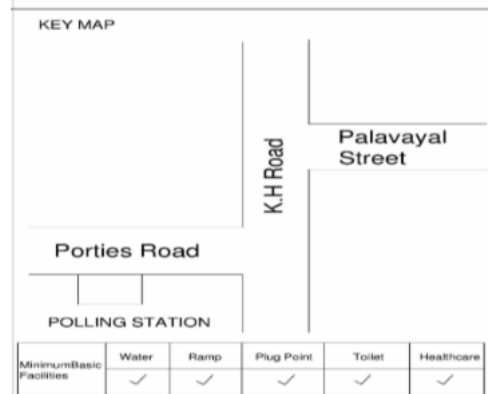 KEY MAP
Palavayal
Street
K.H Road
Porties Road
POLLING STATION
MinimumBasic
Facilities
Water
Ramp
Plug Point
Toilet
Healthcare
✓ ✓ ✓ ✓ ✓